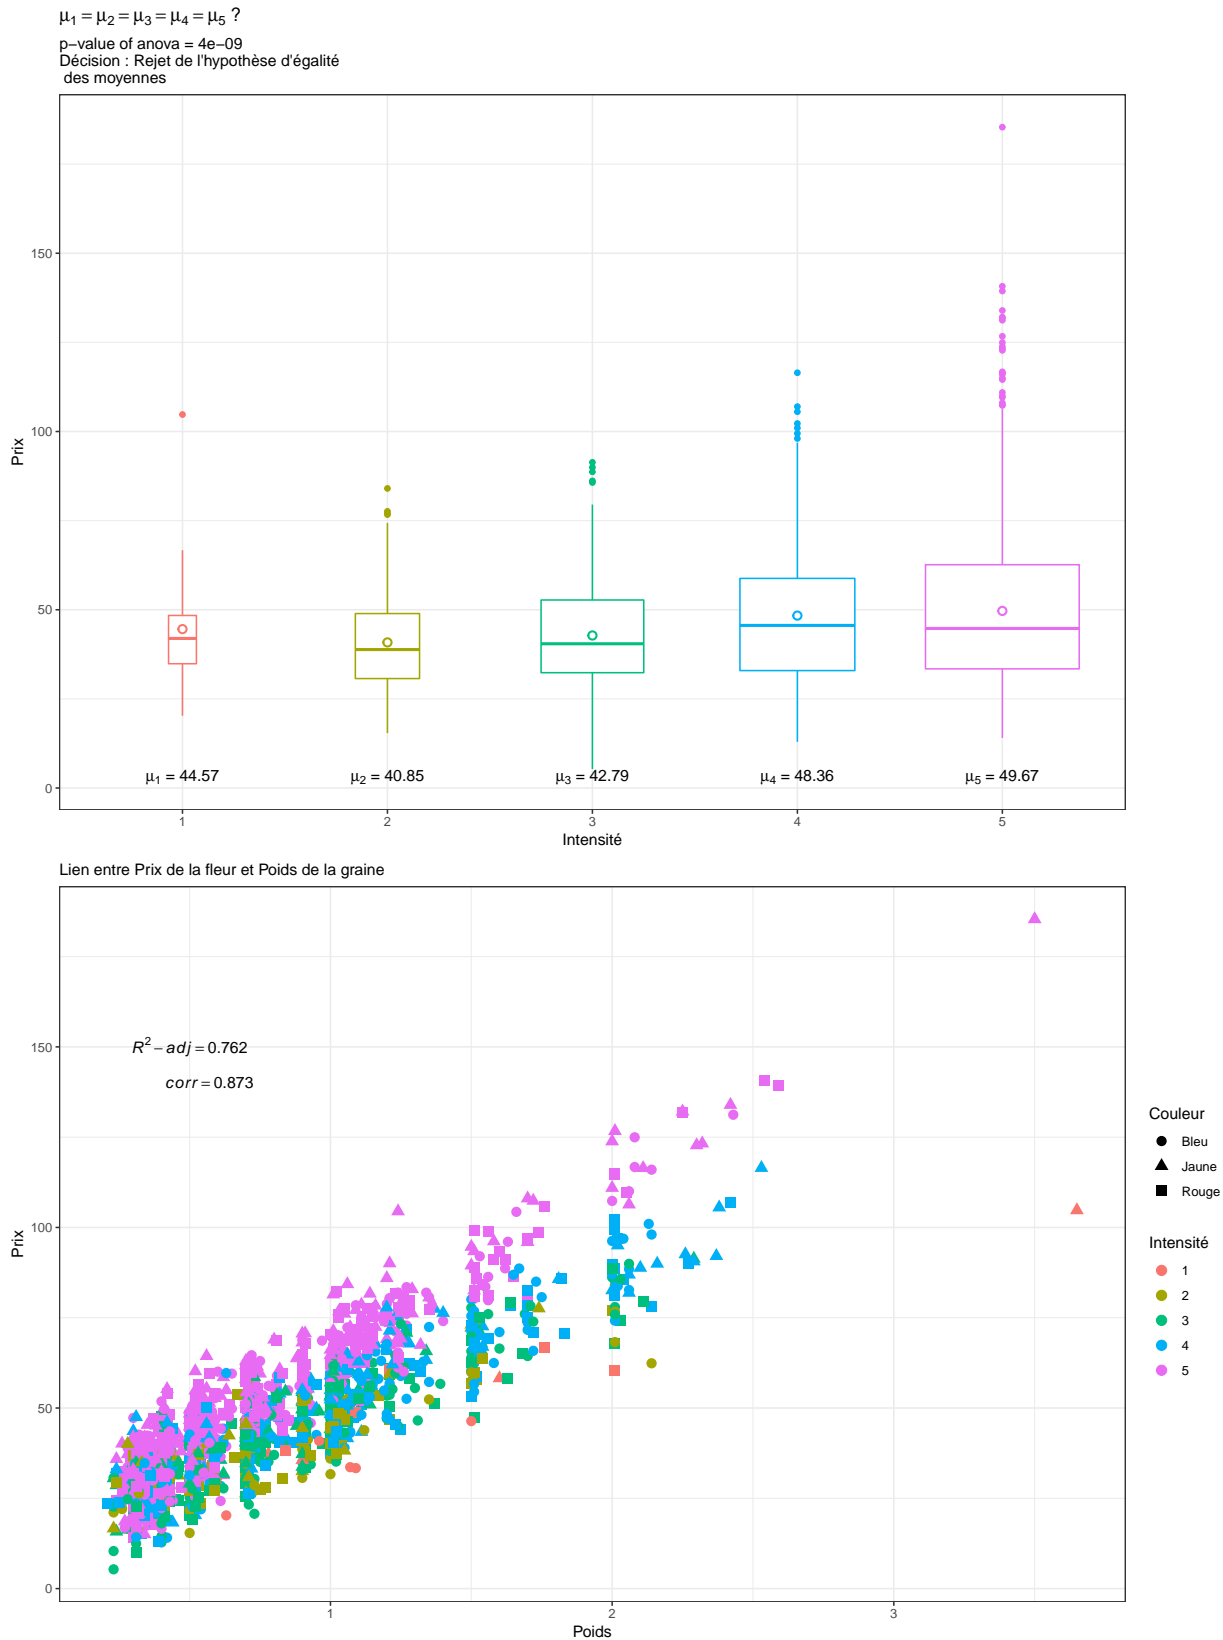 μ₁ = μ₂ = μ₃ = μ₄ = μ₅ ?
p−value of anova = 4e−09
Décision : Rejet de l'hypothèse d'égalité
des moyennes
150
100
50
0
Prix
μ₁ = 44.57
μ₂ = 40.85
μ₃ = 42.79
μ₄ = 48.36
μ₅ = 49.67
1 2 3 4 5
Intensité
Lien entre Prix de la fleur et Poids de la graine
150
100
50
0
Prix
R² − adj = 0.762
corr = 0.873
1 2 3
Poids
Couleur
Bleu
Jaune
Rouge
Intensité
1
2
3
4
5